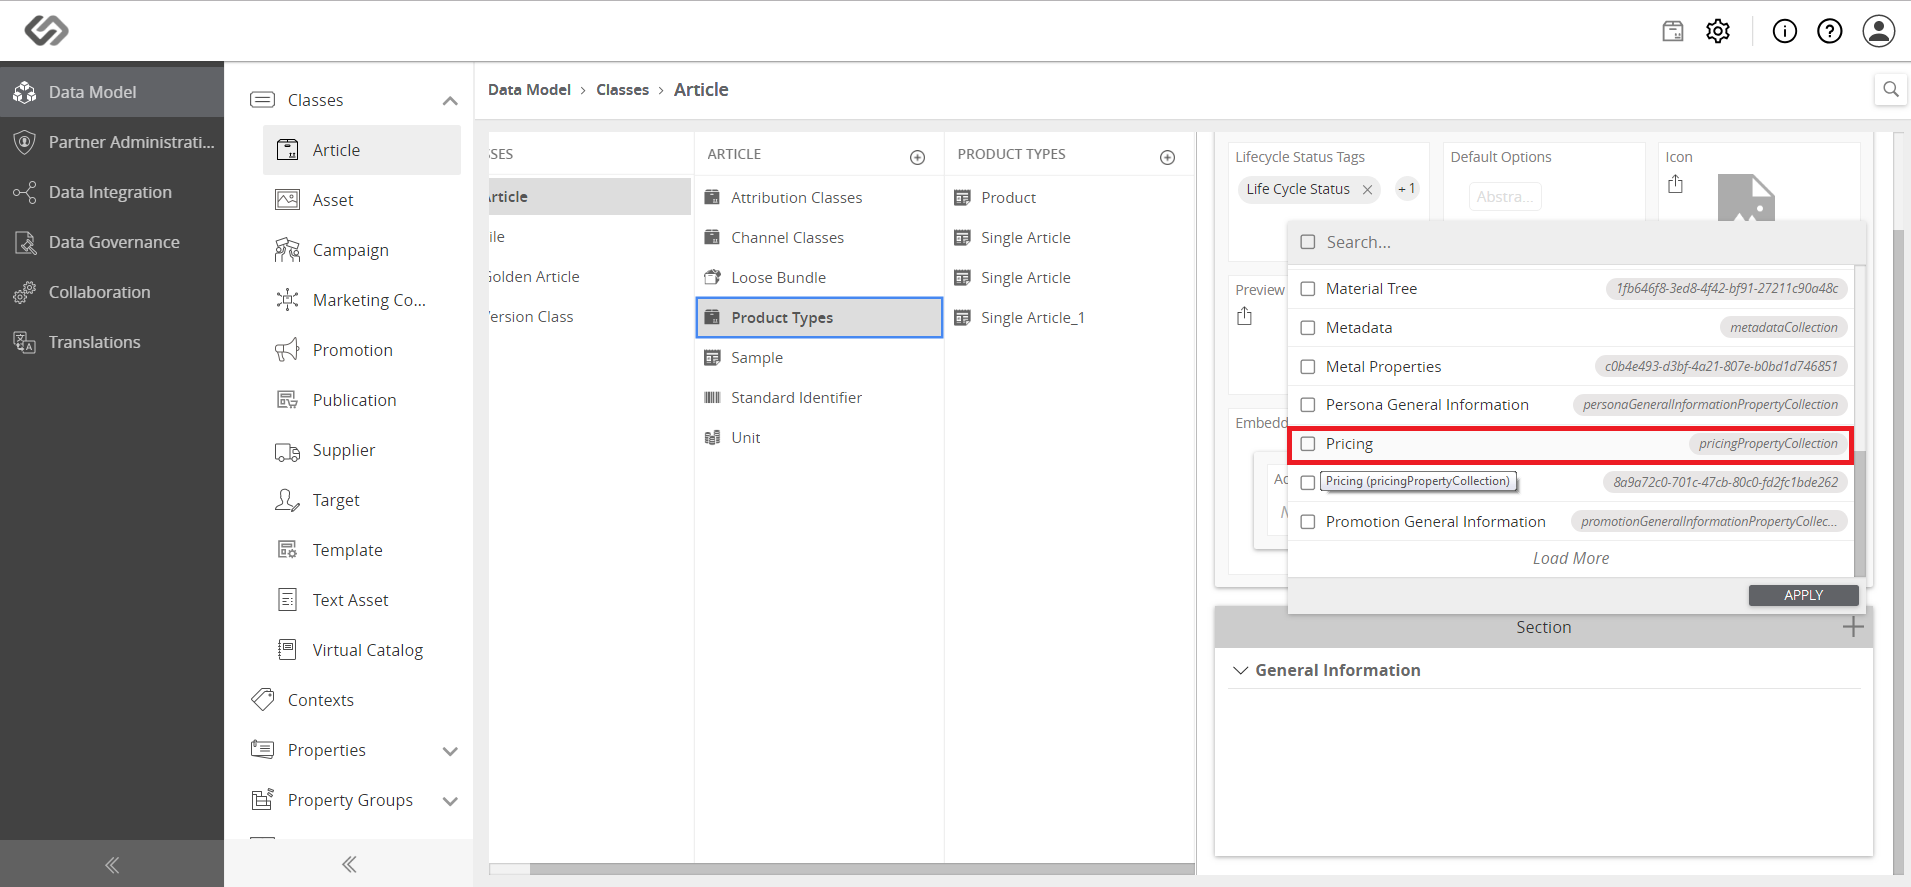 Data Model
Partner Administrati...
Data Integration
Data Governance
Collaboration
Translations
Classes
Article
Asset
Campaign
Marketing Co...
Promotion
Publication
Supplier
Target
Template
Text Asset
Virtual Catalog
Contexts
Properties
Property Groups
Data Model > Classes > Article
SSES
Article
ile
Golden Article
ersion Class
ARTICLE
Attribution Classes
Channel Classes
Loose Bundle
Product Types
Sample
Standard Identifier
Unit
PRODUCT TYPES
Product
Single Article
Single Article
Single Article_1
Lifecycle Status Tags
Life Cycle Status
+1
Default Options
Abstra...
Icon
Preview
Embedd
Ac
Search...
Material Tree 1fb646f8-3ed8-4f42-bf91-27211c90a48c
Metadata metadataCollection
Metal Properties c0b4e493-d3bf-4a21-807e-b0bd1d746851
Persona General Information personaGeneralInformationPropertyCollection
Pricing pricingPropertyCollection
Pricing (pricingPropertyCollection) 8a9a72c0-701c-47cb-80c0-fd2fc1bde262
Promotion General Information promotionGeneralInformationPropertyCollec...
Load More
APPLY
Section
General Information